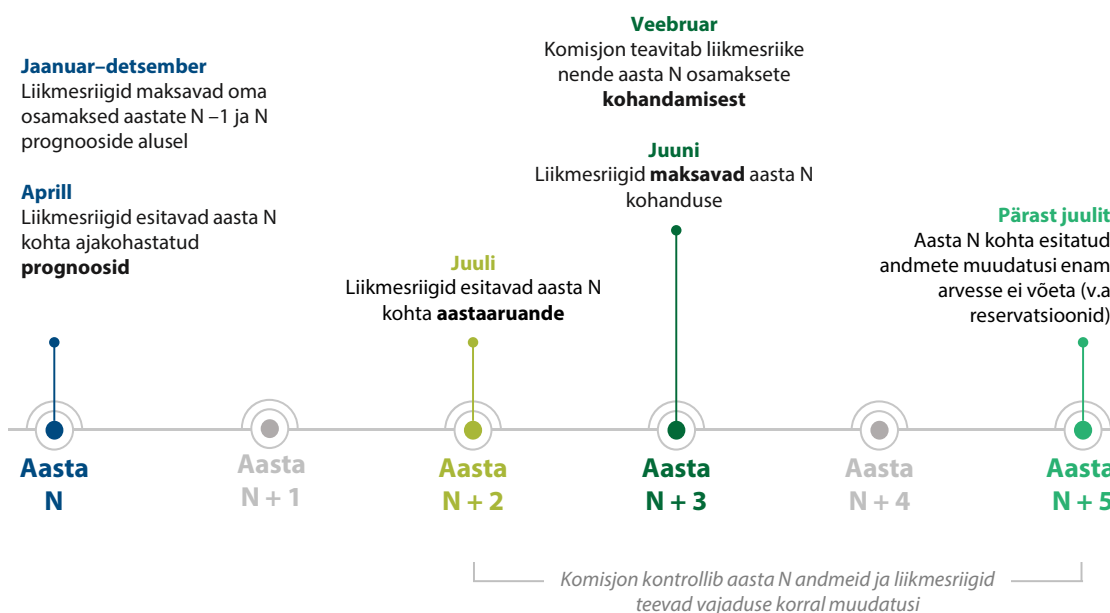 Jaanuar–detsember
Liikmesriigid maksavad oma
osamaksed aastate N –1 ja N
prognooside alusel
Aprill
Liikmesriigid esitavad aasta N
kohta ajakohastatud
prognoosid
Juuli
Liikmesriigid esitavad aasta N
kohta aastaaruande
Veebruar
Komisjon teavitab liikmesriike
nende aasta N osamaksete
kohandamisest
Juuni
Liikmesriigid maksavad aasta N
kohanduse
Pärast juulit
Aasta N kohta esitatud
andmete muudatusi enam
arvesse ei võeta (v.a
reservatsioonid)
Aasta
N
Aasta
N + 1
Aasta
N + 2
Aasta
N + 3
Aasta
N + 4
Aasta
N + 5
Komisjon kontrollib aasta N andmeid ja liikmesriigid
teevad vajaduse korral muudatusi